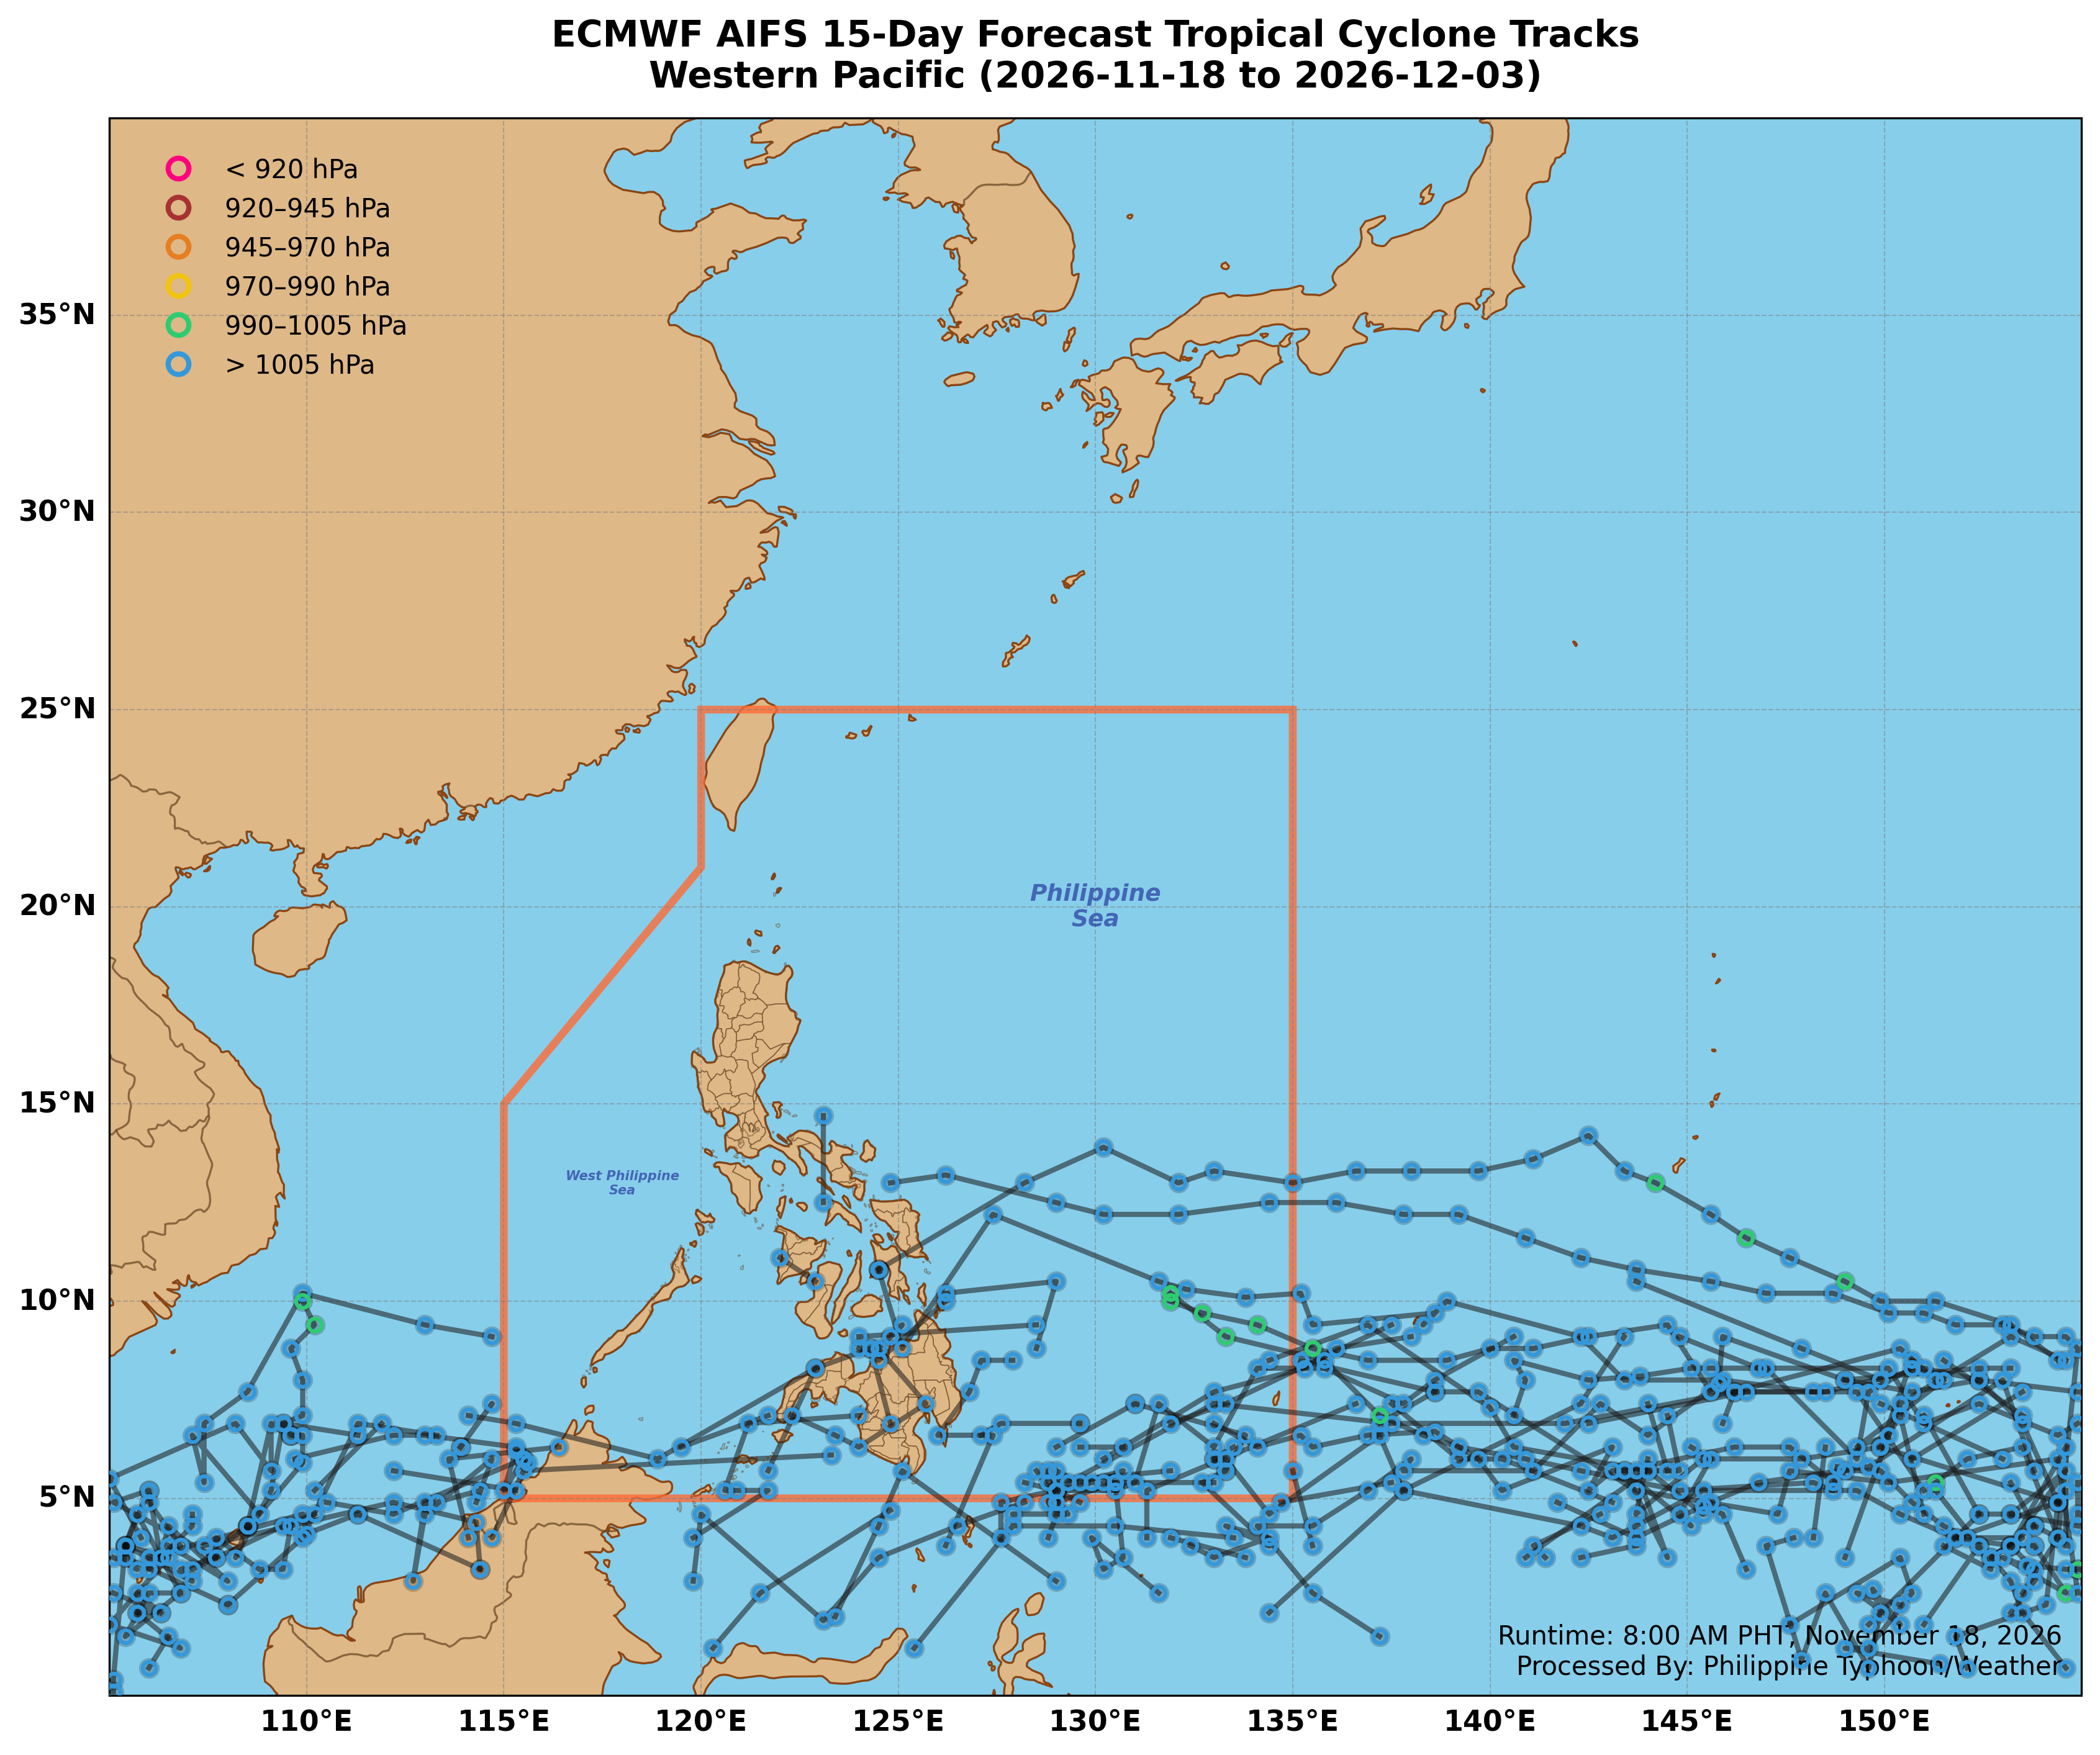 ECMWF AIFS 15-Day Forecast Tropical Cyclone Tracks
Western Pacific (2026-11-18 to 2026-12-03)
< 920 hPa
920–945 hPa
945–970 hPa
970–990 hPa
990–1005 hPa
> 1005 hPa
35°N
30°N
25°N
20°N
15°N
10°N
5°N
Philippine
Sea
West Philippine
Sea
Runtime: 8:00 AM PHT, November 18, 2026
Processed By: Philippine Typhoon/Weather
110°E
115°E
120°E
125°E
130°E
135°E
140°E
145°E
150°E